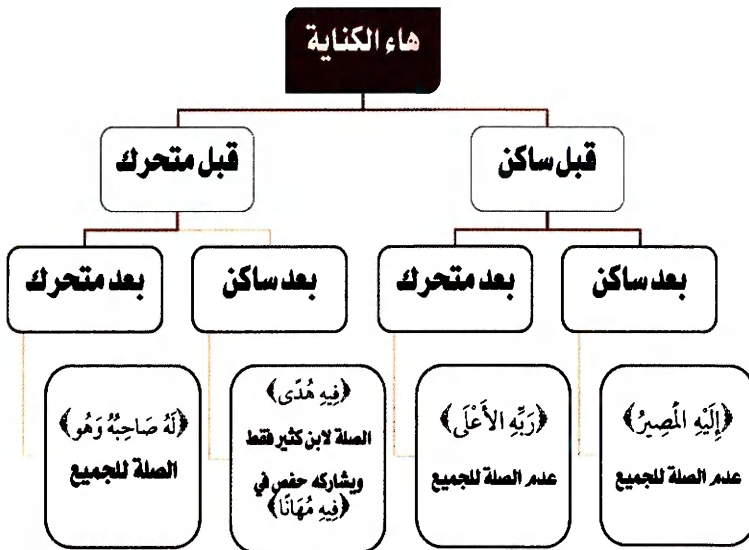 هاء الكناية
قبل ساكن
قبل متحرك
بعد ساكن
بعد متحرك
بعد ساكن
بعد متحرك
﴿إِلَيْهِ الْمَصِيرُ﴾
عدم الصلة للجميع
﴿رَبِّهِ الأَعْلَى﴾
عدم الصلة للجميع
﴿فِيهِ هُدًى﴾
الصلة لابن كثير فقط
ويشاركه حفص في
﴿فِيهِ مُهَانًا﴾
﴿لَهُ صَاحِبُهُ وَهُو﴾
الصلة للجميع